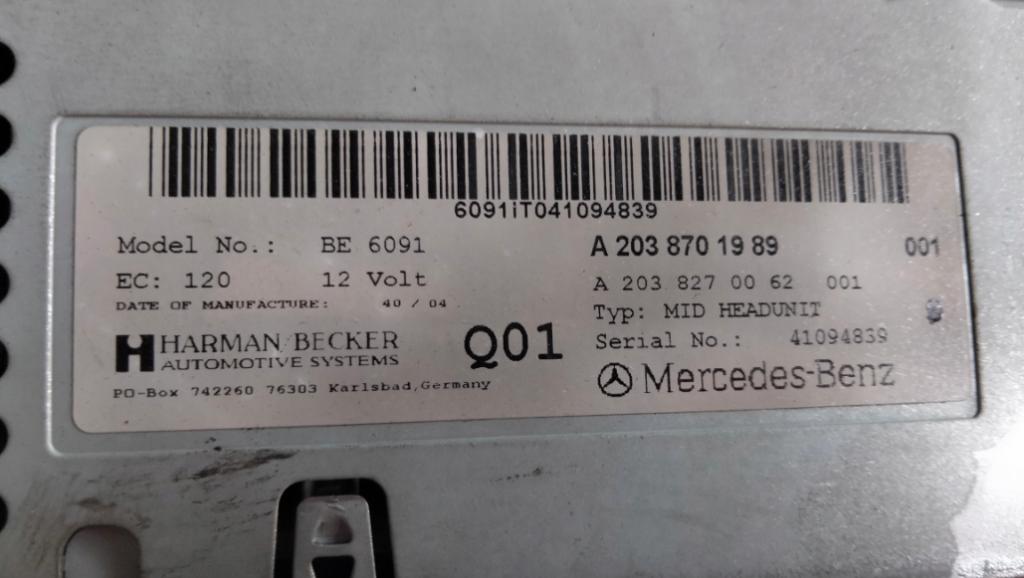 6091iT041094839
Model No.: BE 6091
EC: 120 12 Volt
DATE OF MANUFACTURE: 40 / 04
HARMAN/BECKER
AUTOMOTIVE SYSTEMS
Q01
PO-Box 742260 76303 Karlsbad,Germany
A 203 870 19 89 001
A 203 827 00 62 001
Typ: MID HEADUNIT
Serial No.: 41094839
Mercedes-Benz